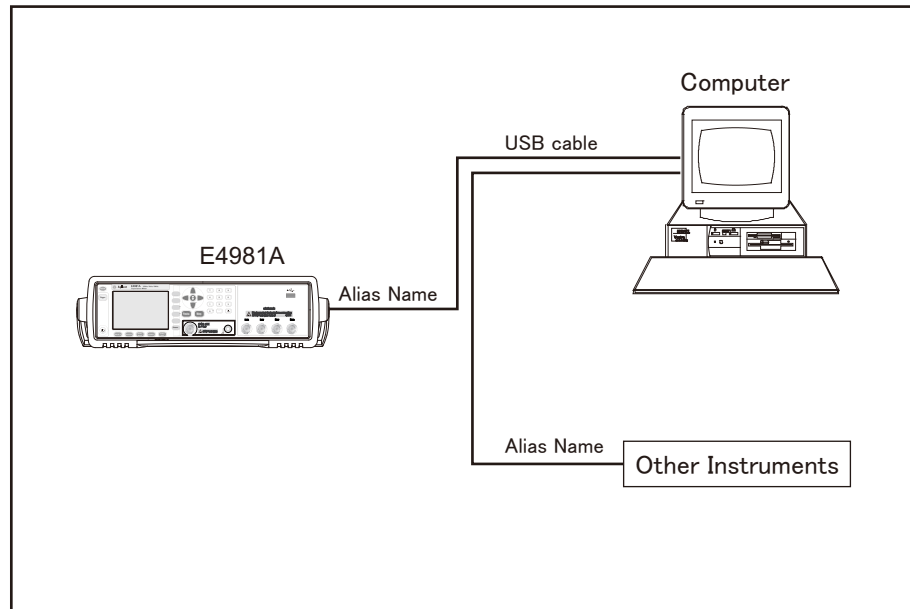 Computer
USB cable
E4981A
Alias Name
Alias Name
Other Instruments